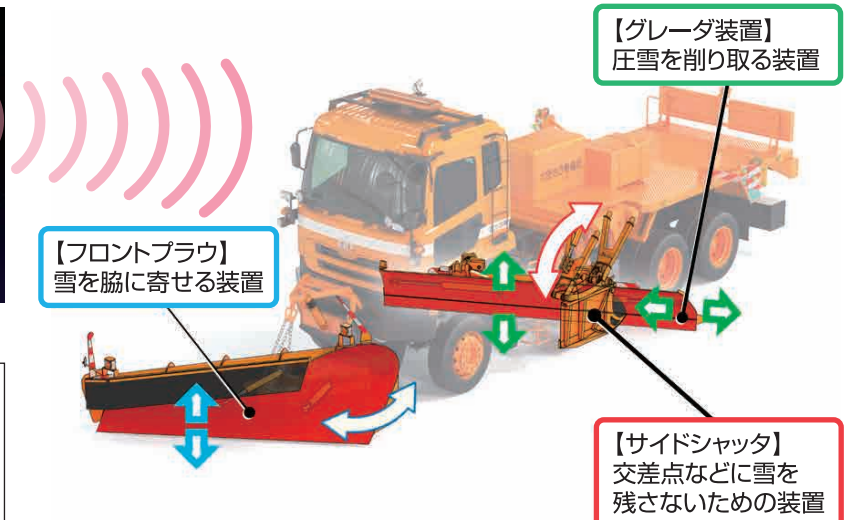 【グレーダ装置】
圧雪を削り取る装置
【フロントプラウ】
雪を脇に寄せる装置
【サイドシャッタ】
交差点などに雪を
残さないための装置